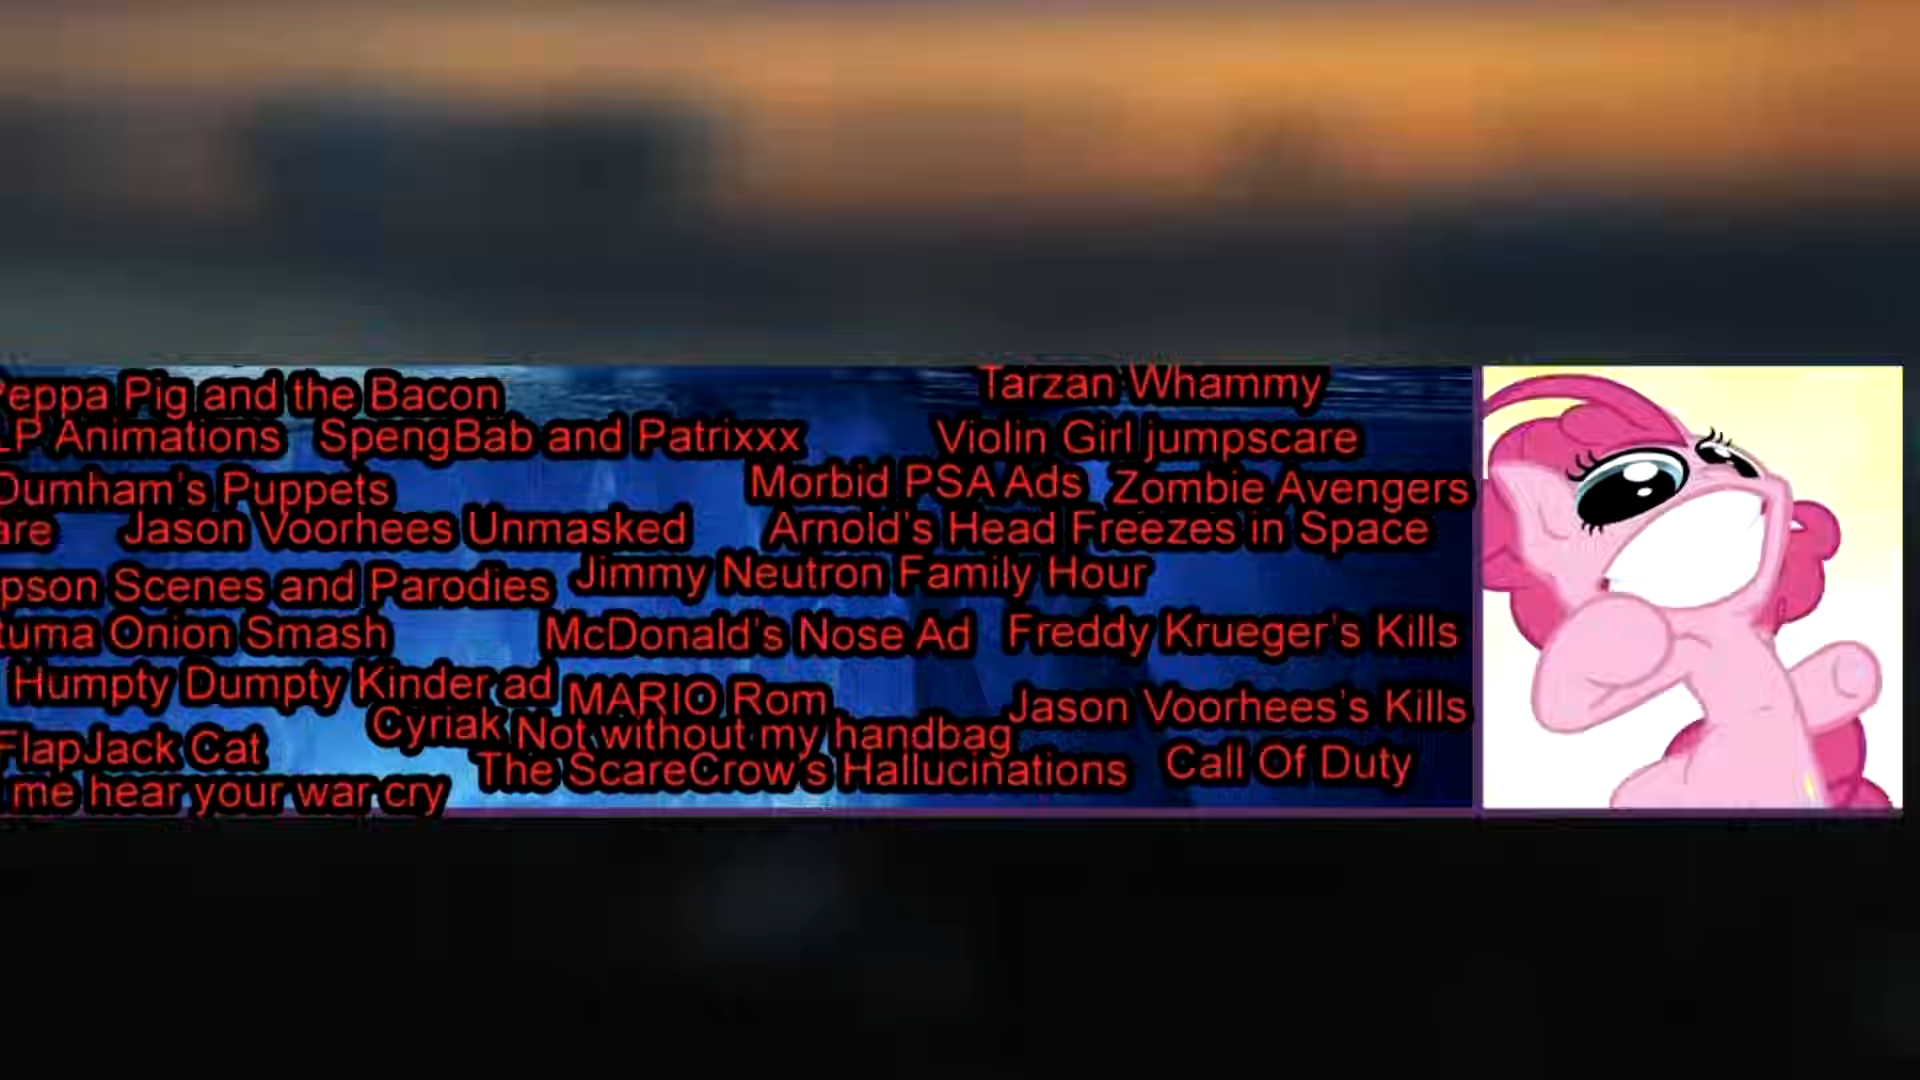 Peppa Pig and the Bacon
Tarzan Whammy
LP Animations
SpengBab and Patrixxx
Violin Girl jumpscare
Dumham's Puppets
Morbid PSA Ads
Zombie Avengers
are
Jason Voorhees Unmasked
Arnold's Head Freezes in Space
pson Scenes and Parodies
Jimmy Neutron Family Hour
tuma Onion Smash
McDonald's Nose Ad
Freddy Krueger's Kills
Humpty Dumpty Kinder ad
MARIO Rom
Jason Voorhees's Kills
Cyriak
Not without my handbag
FlapJack Cat
The ScareCrow's Hallucinations
Call Of Duty
me hear your war cry